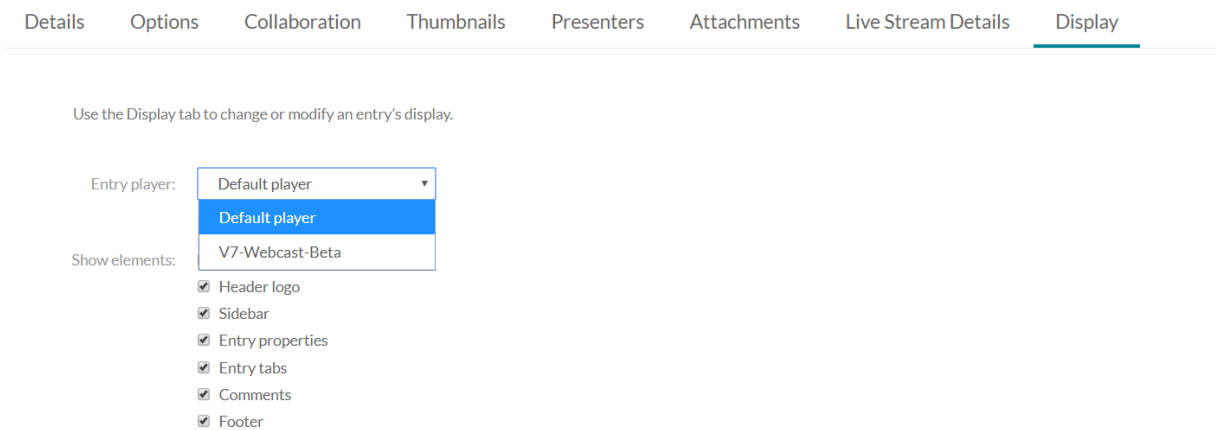 Details Options Collaboration Thumbnails Presenters Attachments Live Stream Details Display
Use the Display tab to change or modify an entry's display.
Entry player: Default player
Default player
V7-Webcast-Beta
Show elements:
Header logo
Sidebar
Entry properties
Entry tabs
Comments
Footer